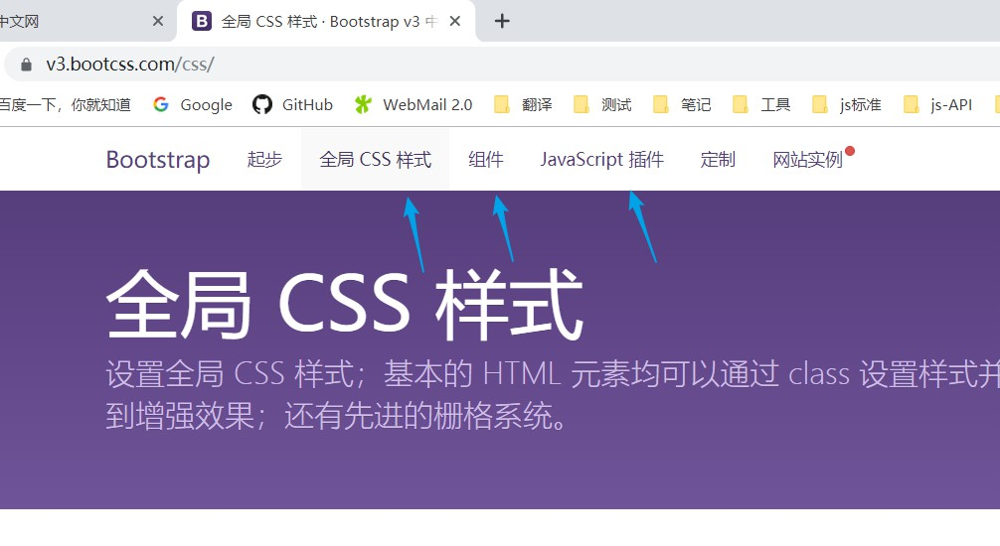 中文网
全局 CSS 样式 · Bootstrap v3 中
v3.bootcss.com/css/
百度一下，你就知道 Google GitHub WebMail 2.0 翻译 测试 笔记 工具 js标准 js-API
Bootstrap 起步 全局 CSS 样式 组件 JavaScript 插件 定制 网站实例
全局 CSS 样式
设置全局 CSS 样式；基本的 HTML 元素均可以通过 class 设置样式并
到增强效果；还有先进的栅格系统。